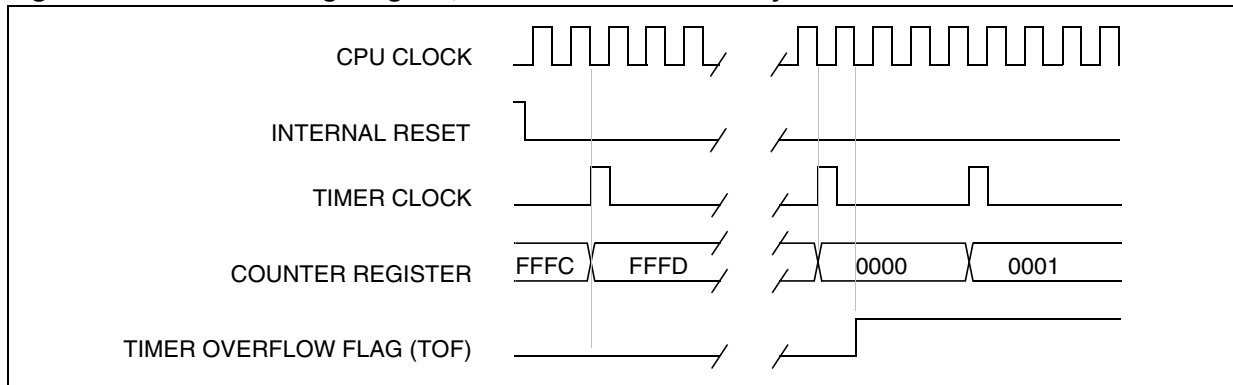 CPU CLOCK
INTERNAL RESET
TIMER CLOCK
COUNTER REGISTER FFFC FFFD 0000 0001
TIMER OVERFLOW FLAG (TOF)